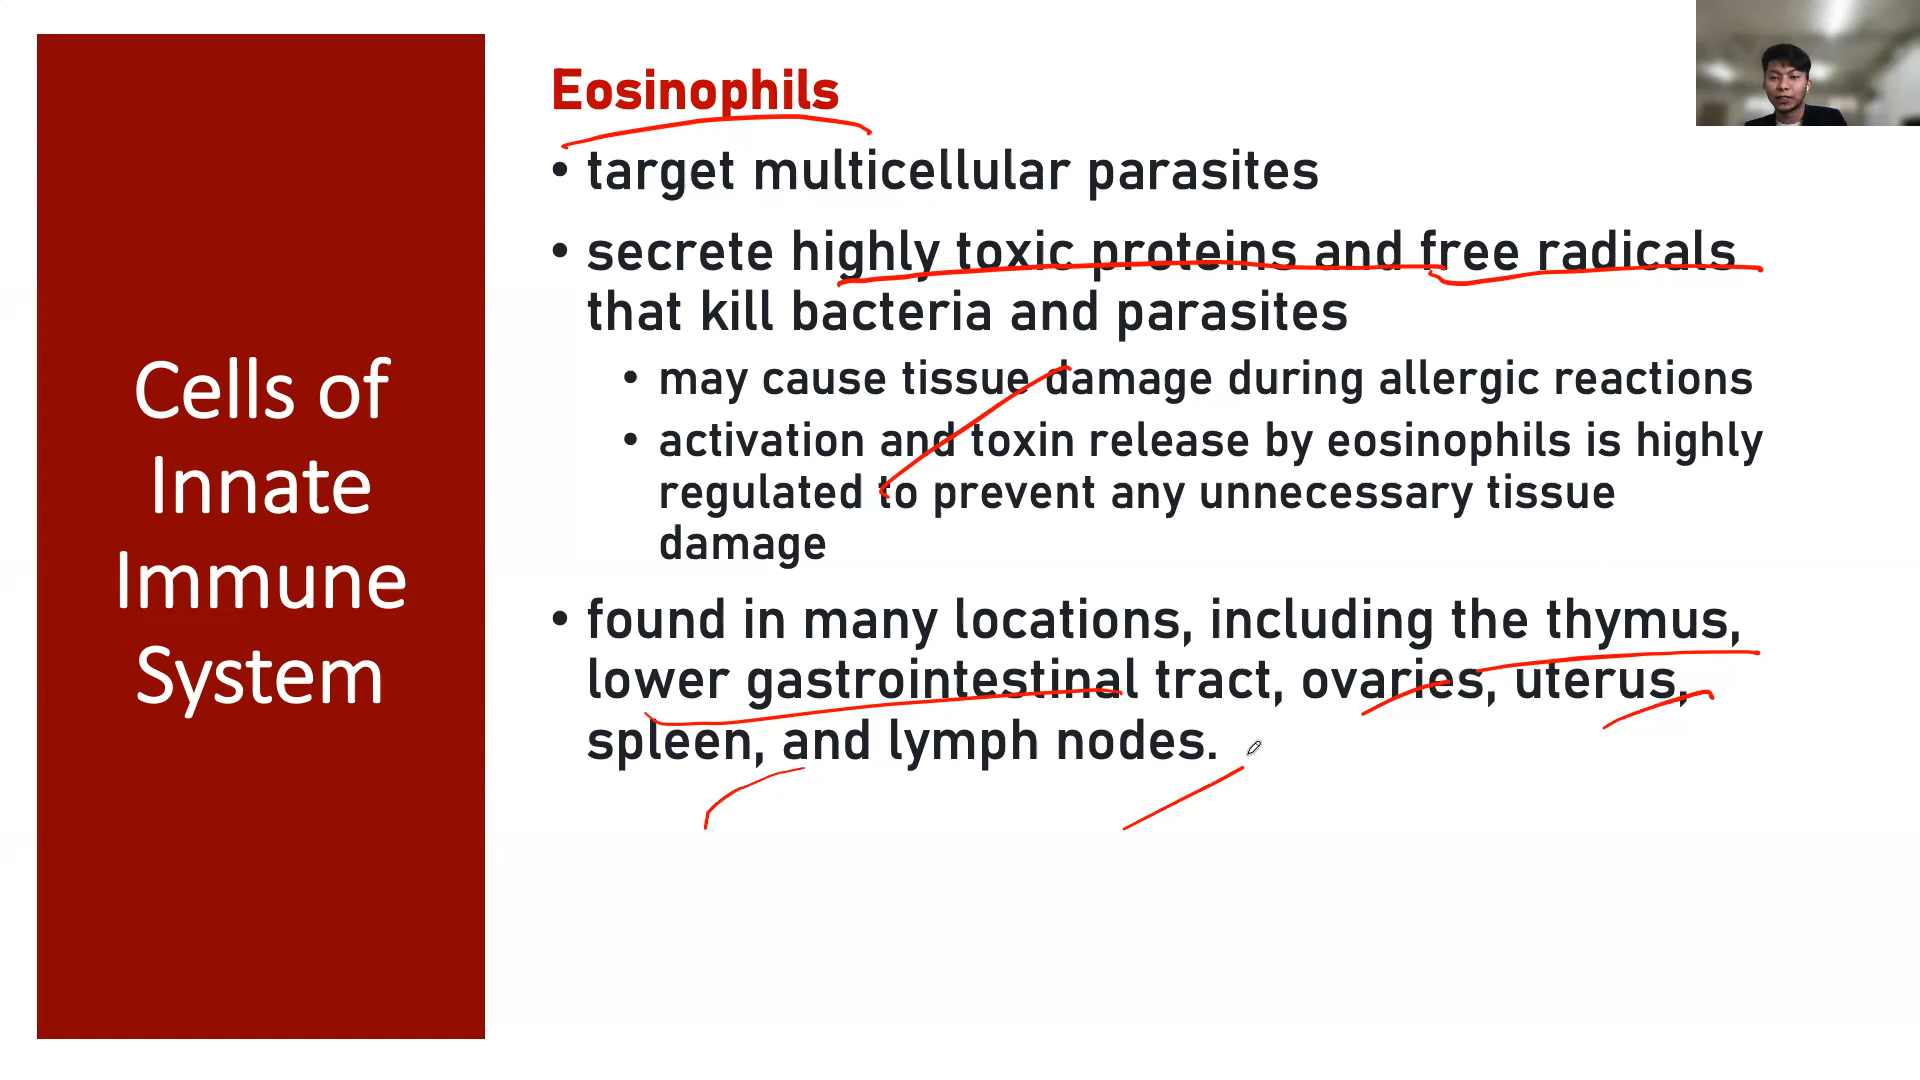 Cells of
Innate
Immune
System
Eosinophils
• target multicellular parasites
• secrete highly toxic proteins and free radicals
that kill bacteria and parasites
• may cause tissue damage during allergic reactions
• activation and toxin release by eosinophils is highly
regulated to prevent any unnecessary tissue
damage
• found in many locations, including the thymus,
lower gastrointestinal tract, ovaries, uterus,
spleen, and lymph nodes.